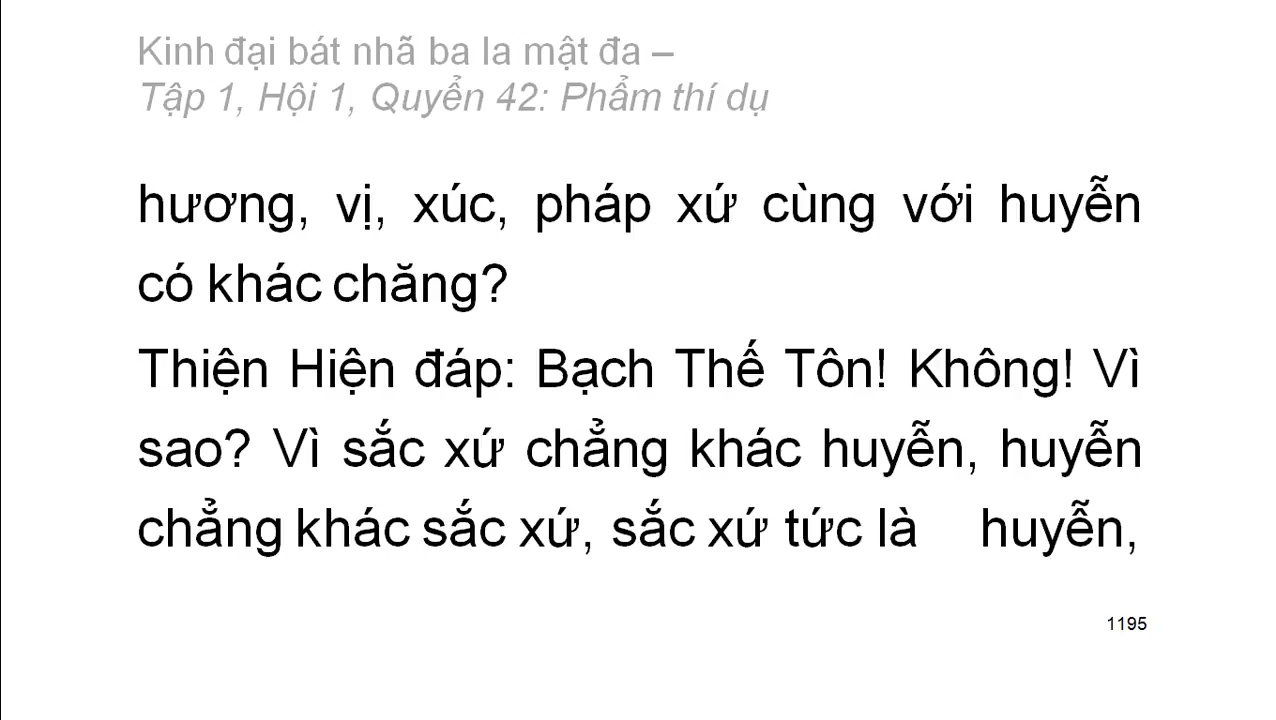 Kinh đại bát nhã ba la mật đa –
Tập 1, Hội 1, Quyển 42: Phẩm thí dụ
hương, vị, xúc, pháp xứ cùng với huyễn
có khác chăng?
Thiện Hiện đáp: Bạch Thế Tôn! Không! Vì
sao? Vì sắc xứ chẳng khác huyễn, huyễn
chẳng khác sắc xứ, sắc xứ tức là huyễn,
1195